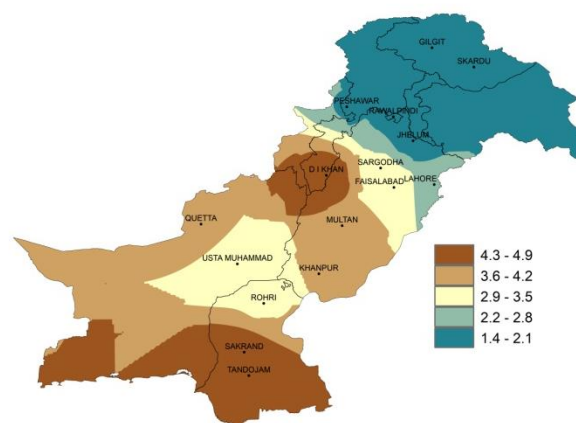 GILGIT
SKARDU
PESHAWAR
RAWALPINDI
JHELUM
SARGODHA
D I KHAN
FAISALABAD
LAHORE
QUETTA
MULTAN
USTA MUHAMMAD
KHANPUR
ROHRI
SAKRAND
TANDOJAM
4.3 - 4.9
3.6 - 4.2
2.9 - 3.5
2.2 - 2.8
1.4 - 2.1